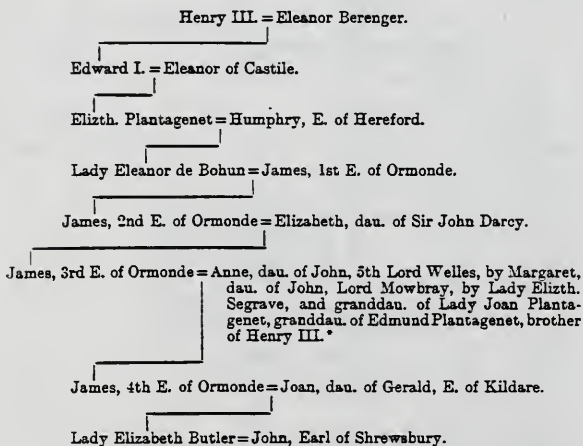 Henry III. = Eleanor Berenger.
Edward I. = Eleanor of Castile.
Elizth. Plantagenet = Humphry, E. of Hereford.
Lady Eleanor de Bohun = James, 1st E. of Ormonde.
James, 2nd E. of Ormonde = Elizabeth, dau. of Sir John Darcy.
James, 3rd E. of Ormonde = Anne, dau. of John, 5th Lord Welles, by Margaret,
dau. of John, Lord Mowbray, by Lady Elizth.
Segrave, and granddau. of Lady Joan Planta-
genet, granddau. of Edmund Plantagenet, brother
of Henry III.*
James, 4th E. of Ormonde = Joan, dau. of Gerald, E. of Kildare.
Lady Elizabeth Butler = John, Earl of Shrewsbury.